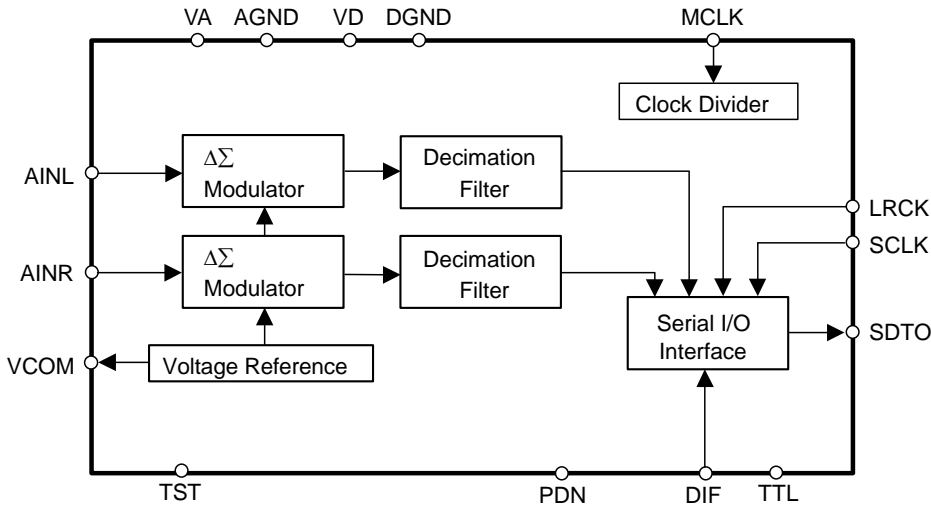 VA AGND VD DGND MCLK
Clock Divider
AINL
ΔΣ
Modulator
Decimation
Filter
LRCK
SCLK
AINR
ΔΣ
Modulator
Decimation
Filter
Serial I/O
Interface
SDTO
VCOM
Voltage Reference
TST PDN DIF TTL